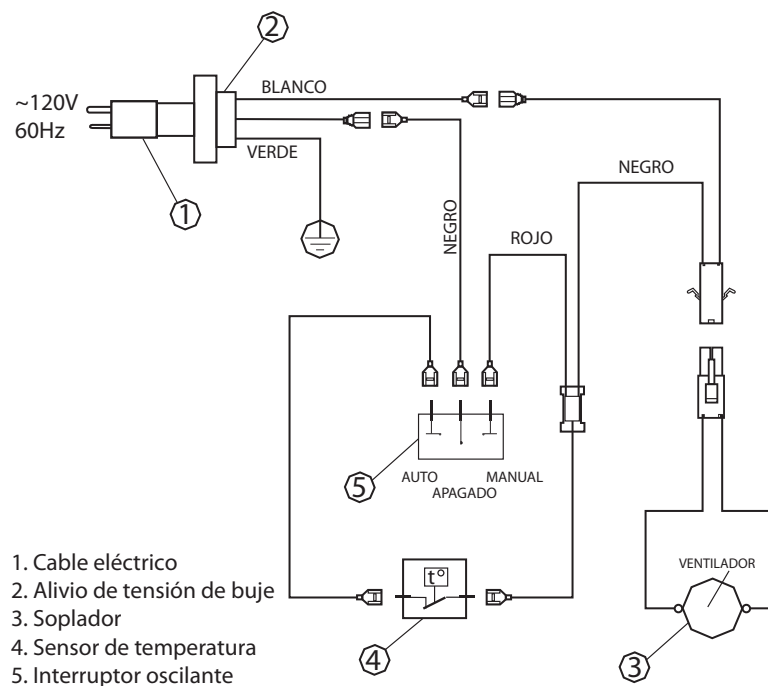 2
BLANCO
~120V
60Hz
VERDE
NEGRO
1
NEGRO
ROJO
5
AUTO
MANUAL
APAGADO
VENTILADOR
t°
1. Cable eléctrico
2. Alivio de tensión de buje
3. Soplador
4. Sensor de temperatura
5. Interruptor oscilante
4
3